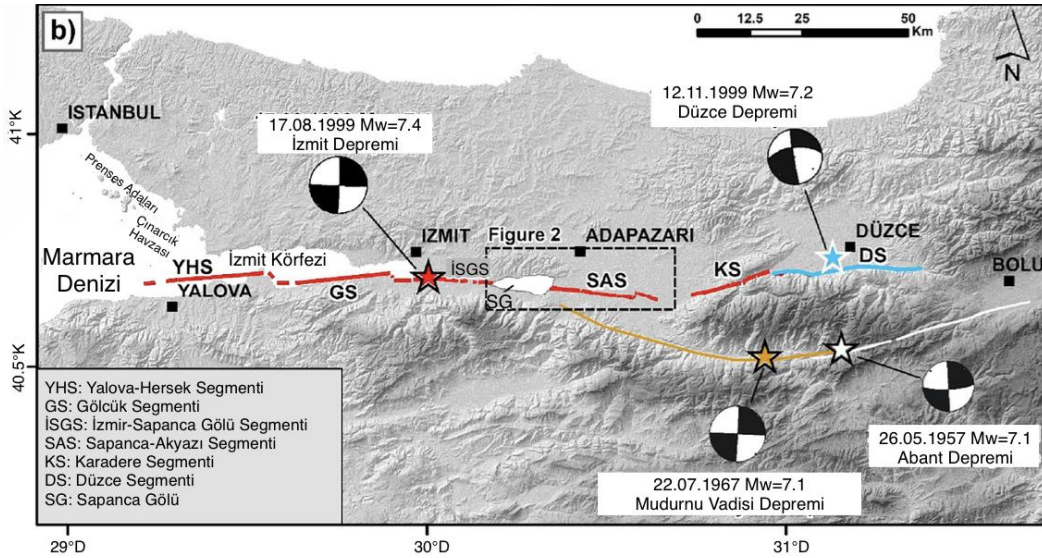 b)
0 12.5 25 50
Km
N
12.11.1999 Mw=7.2
Düzce Depremi
17.08.1999 Mw=7.4
İzmit Depremi
41°K
ISTANBUL
Prenses Adaları
Çınarcık
Havzası
Marmara
Denizi
YHS
YALOVA
İzmit Körfezi
GS
IZMIT
İSGS
Figure 2
ADAPAZARI
SG
SAS
KS
DÜZCE
DS
BOLU
40.5°K
YHS: Yalova-Hersek Segmenti
GS: Gölcük Segmenti
İSGS: İzmir-Sapanca Gölü Segmenti
SAS: Sapanca-Akyazı Segmenti
KS: Karadere Segmenti
DS: Düzce Segmenti
SG: Sapanca Gölü
26.05.1957 Mw=7.1
Abant Depremi
22.07.1967 Mw=7.1
Mudurnu Vadisi Depremi
29°D
30°D
31°D